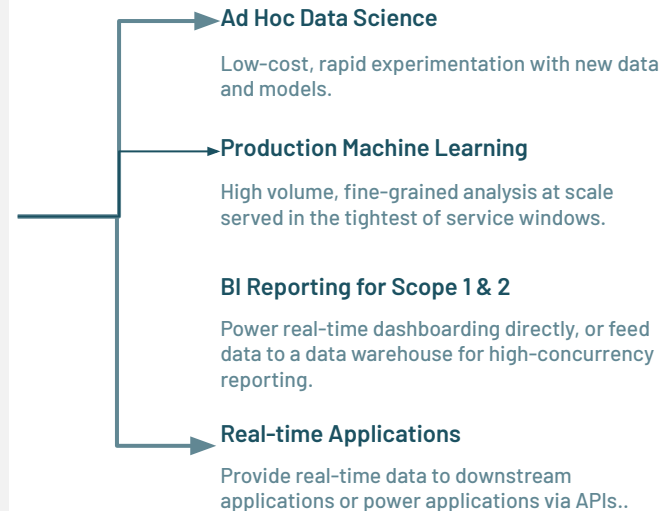 Ad Hoc Data Science
Low-cost, rapid experimentation with new data
and models.
Production Machine Learning
High volume, fine-grained analysis at scale
served in the tightest of service windows.
BI Reporting for Scope 1 & 2
Power real-time dashboarding directly, or feed
data to a data warehouse for high-concurrency
reporting.
Real-time Applications
Provide real-time data to downstream
applications or power applications via APIs..